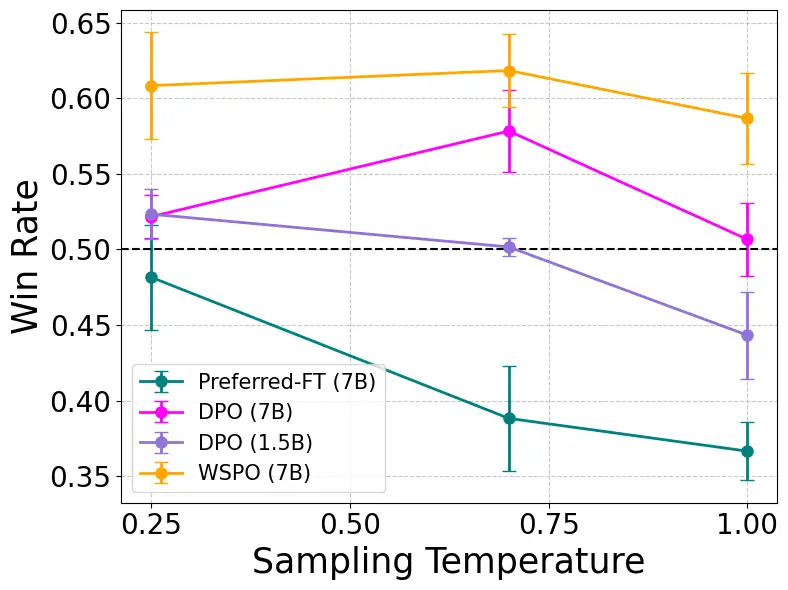 0.65
0.60
0.55
0.50
0.45
0.40
0.35
Win Rate
Preferred-FT (7B)
DPO (7B)
DPO (1.5B)
WSPO (7B)
0.25 0.50 0.75 1.00
Sampling Temperature